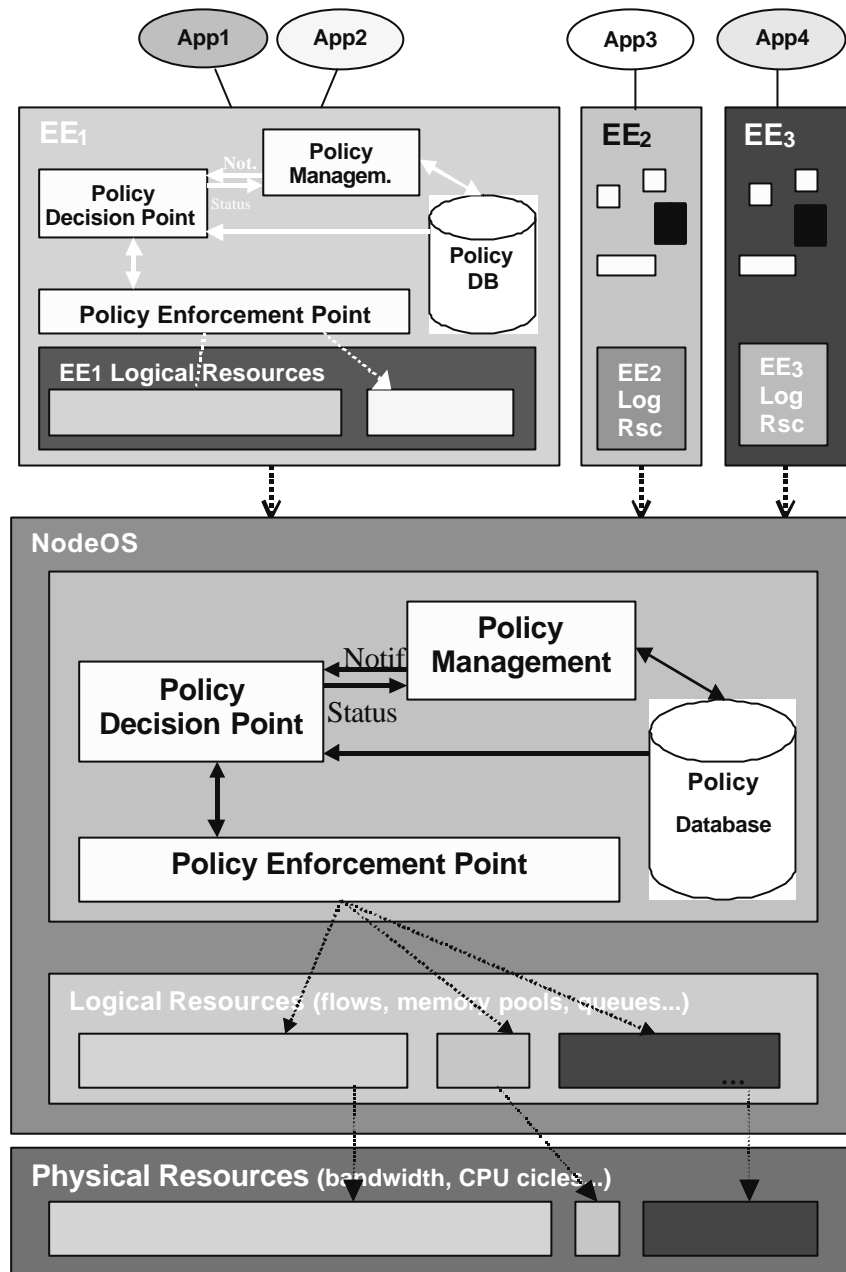 App1
App2
App3
App4
EE1
Policy
Managem.
Not.
Status
Policy
Decision Point
Policy
DB
Policy Enforcement Point
EE1 Logical Resources
EE2
EE2
Log
Rsc
EE3
EE3
Log
Rsc
NodeOS
Policy
Management
Notif
Status
Policy
Decision Point
Policy
Database
Policy Enforcement Point
Logical Resources (flows, memory pools, queues...)
...
Physical Resources (bandwidth, CPU cicles...)